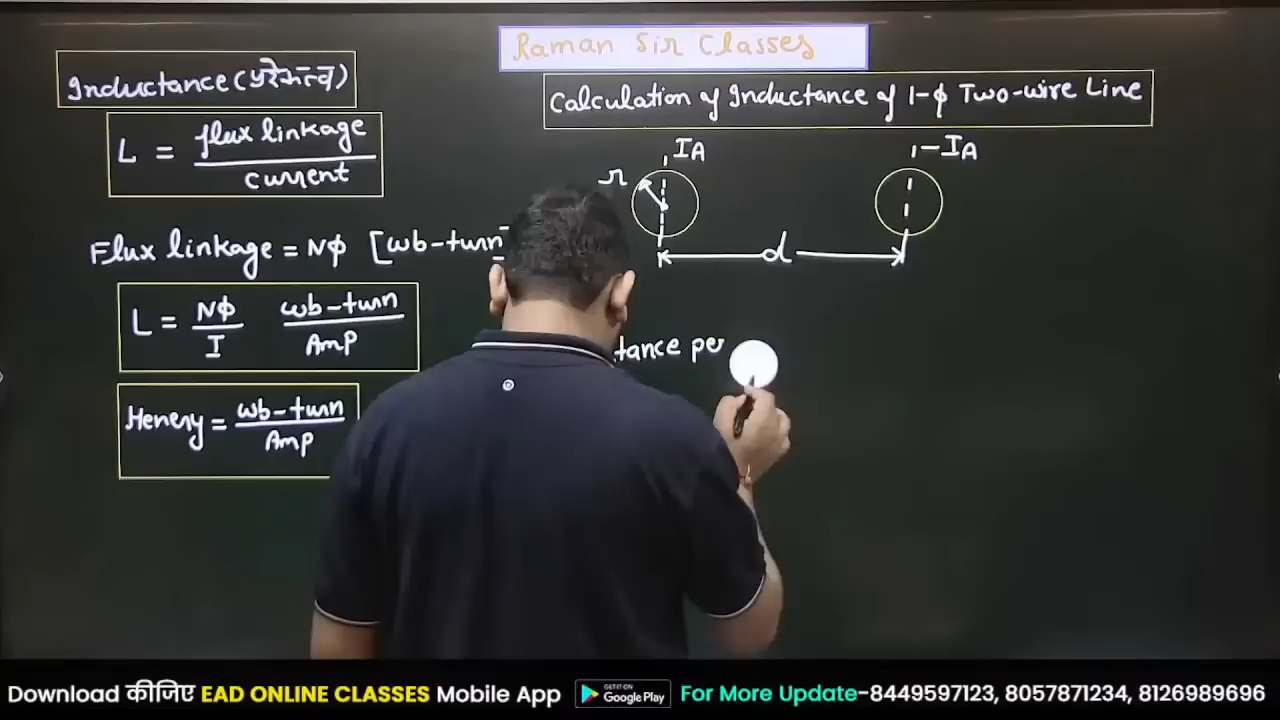 Raman Sir Classes
Inductance (प्रेरकत्व)
L = flux linkage / current
Flux linkage = Nφ [wb-turn]
L = Nφ / I wb-turn / Amp
Henery = wb-turn / Amp
Calculation of Inductance of 1-φ Two-wire Line
IA
-IA
r
d
tance per
Download कीजिए EAD ONLINE CLASSES Mobile App
GET IT ON
Google Play
For More Update-8449597123, 8057871234, 8126989696